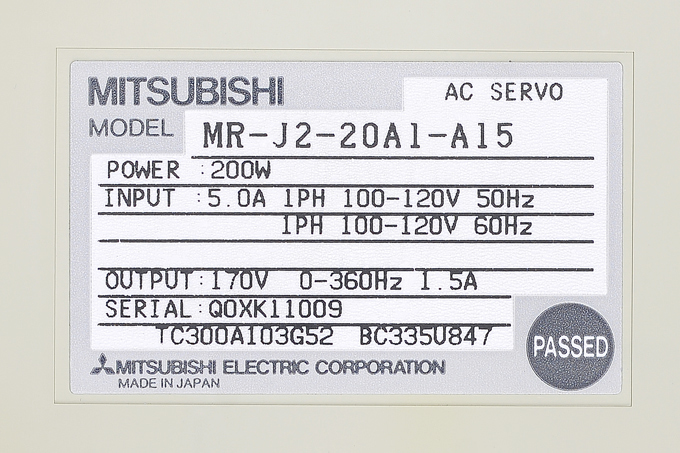 MITSUBISHI
AC SERVO
MODEL MR-J2-20A1-A15
POWER :200W
INPUT :5.0A 1PH 100-120V 50Hz
1PH 100-120V 60Hz
OUTPUT:170V 0-360Hz 1.5A
SERIAL:Q0XK11009
TC300A103G52 BC335U847
PASSED
MITSUBISHI ELECTRIC CORPORATION
MADE IN JAPAN